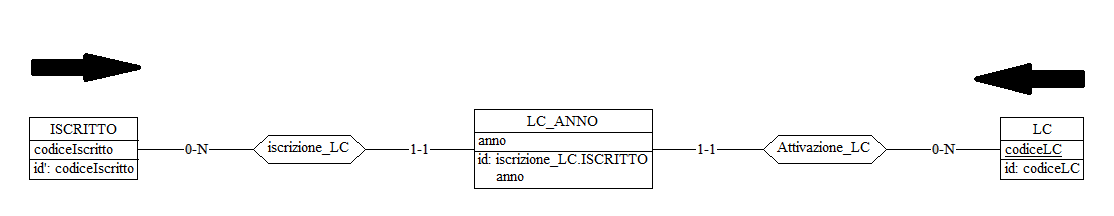 ISCRITTO
codiceIscritto
id': codiceIscritto
0-N
iscrizione_LC
1-1
LC_ANNO
anno
id: iscrizione_LC.ISCRITTO
anno
1-1
Attivazione_LC
0-N
LC
codiceLC
id: codiceLC